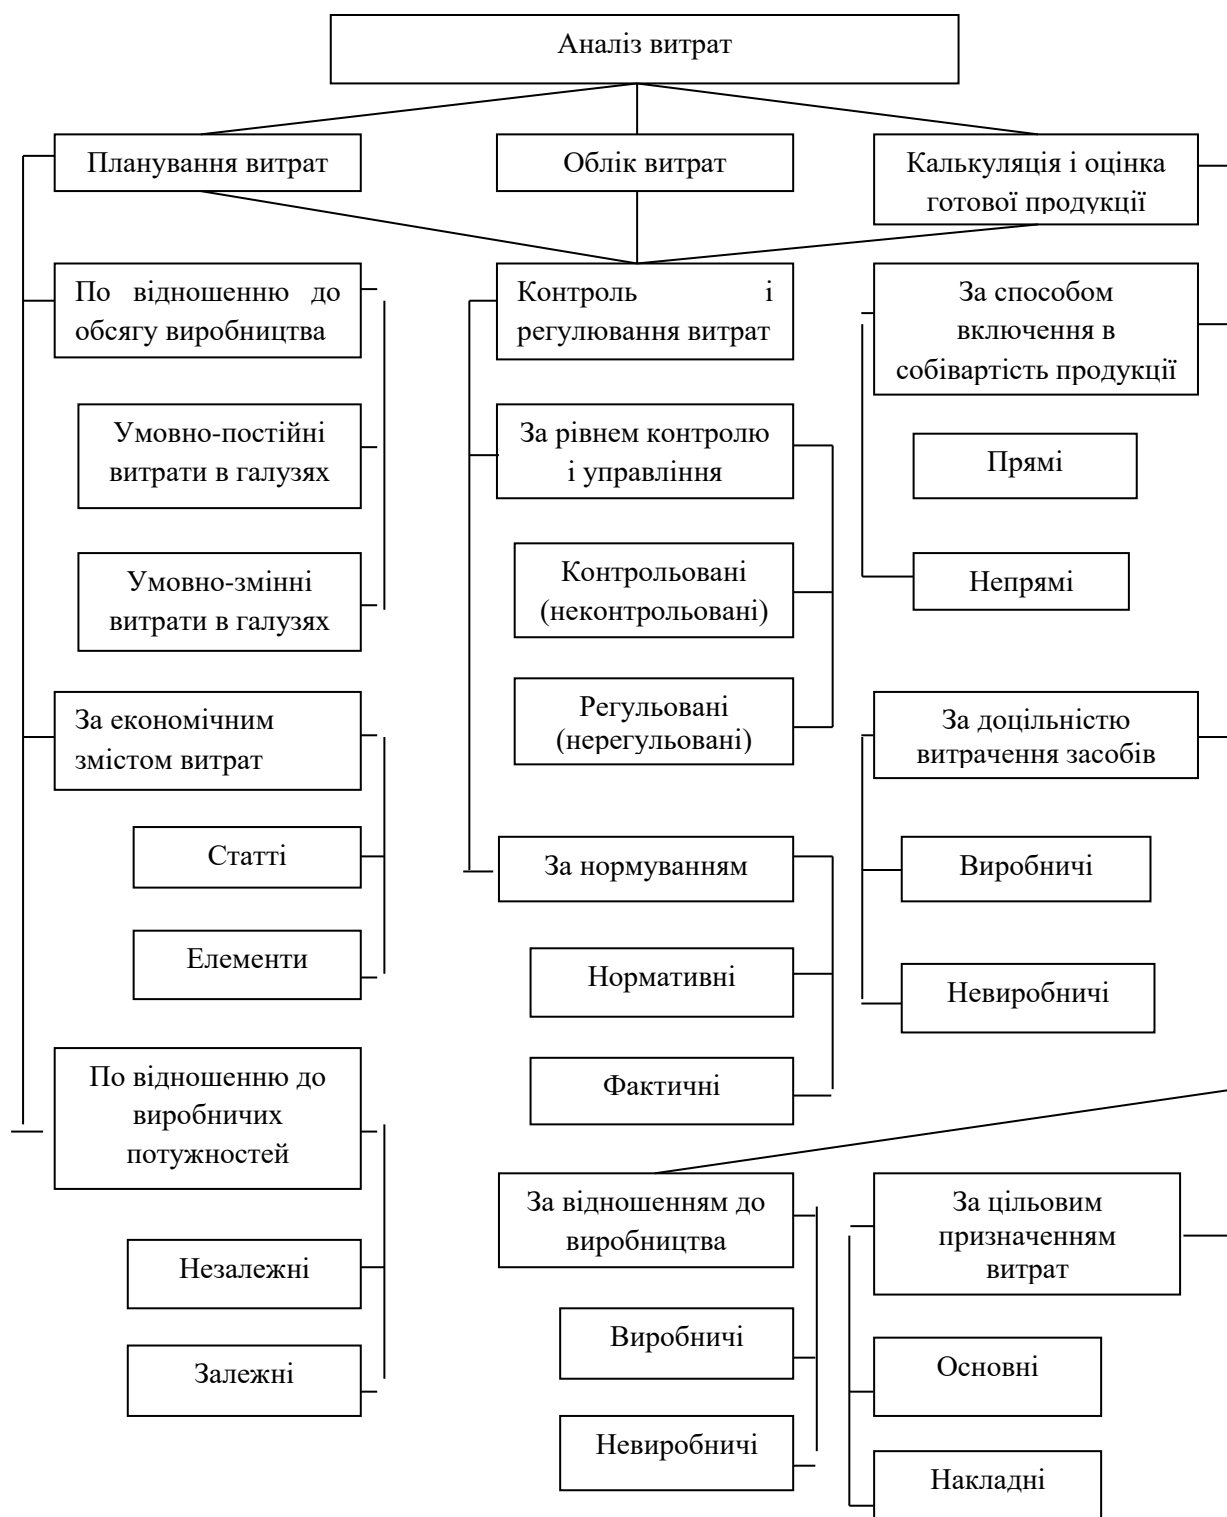 Аналіз витрат
Планування витрат
Облік витрат
Калькуляція і оцінка
готової продукції
По відношенню до
обсягу виробництва
Контроль і
регулювання витрат
За способом
включення в
собівартість продукції
Умовно-постійні
витрати в галузях
За рівнем контролю
і управління
Прямі
Умовно-змінні
витрати в галузях
Контрольовані
(неконтрольовані)
Непрямі
За економічним
змістом витрат
Регульовані
(нерегульовані)
За доцільністю
витрачення засобів
Статті
За нормуванням
Виробничі
Елементи
Нормативні
Невиробничі
По відношенню до
виробничих
потужностей
Фактичні
За відношенням до
виробництва
За цільовим
призначенням
витрат
Незалежні
Виробничі
Основні
Залежні
Невиробничі
Накладні